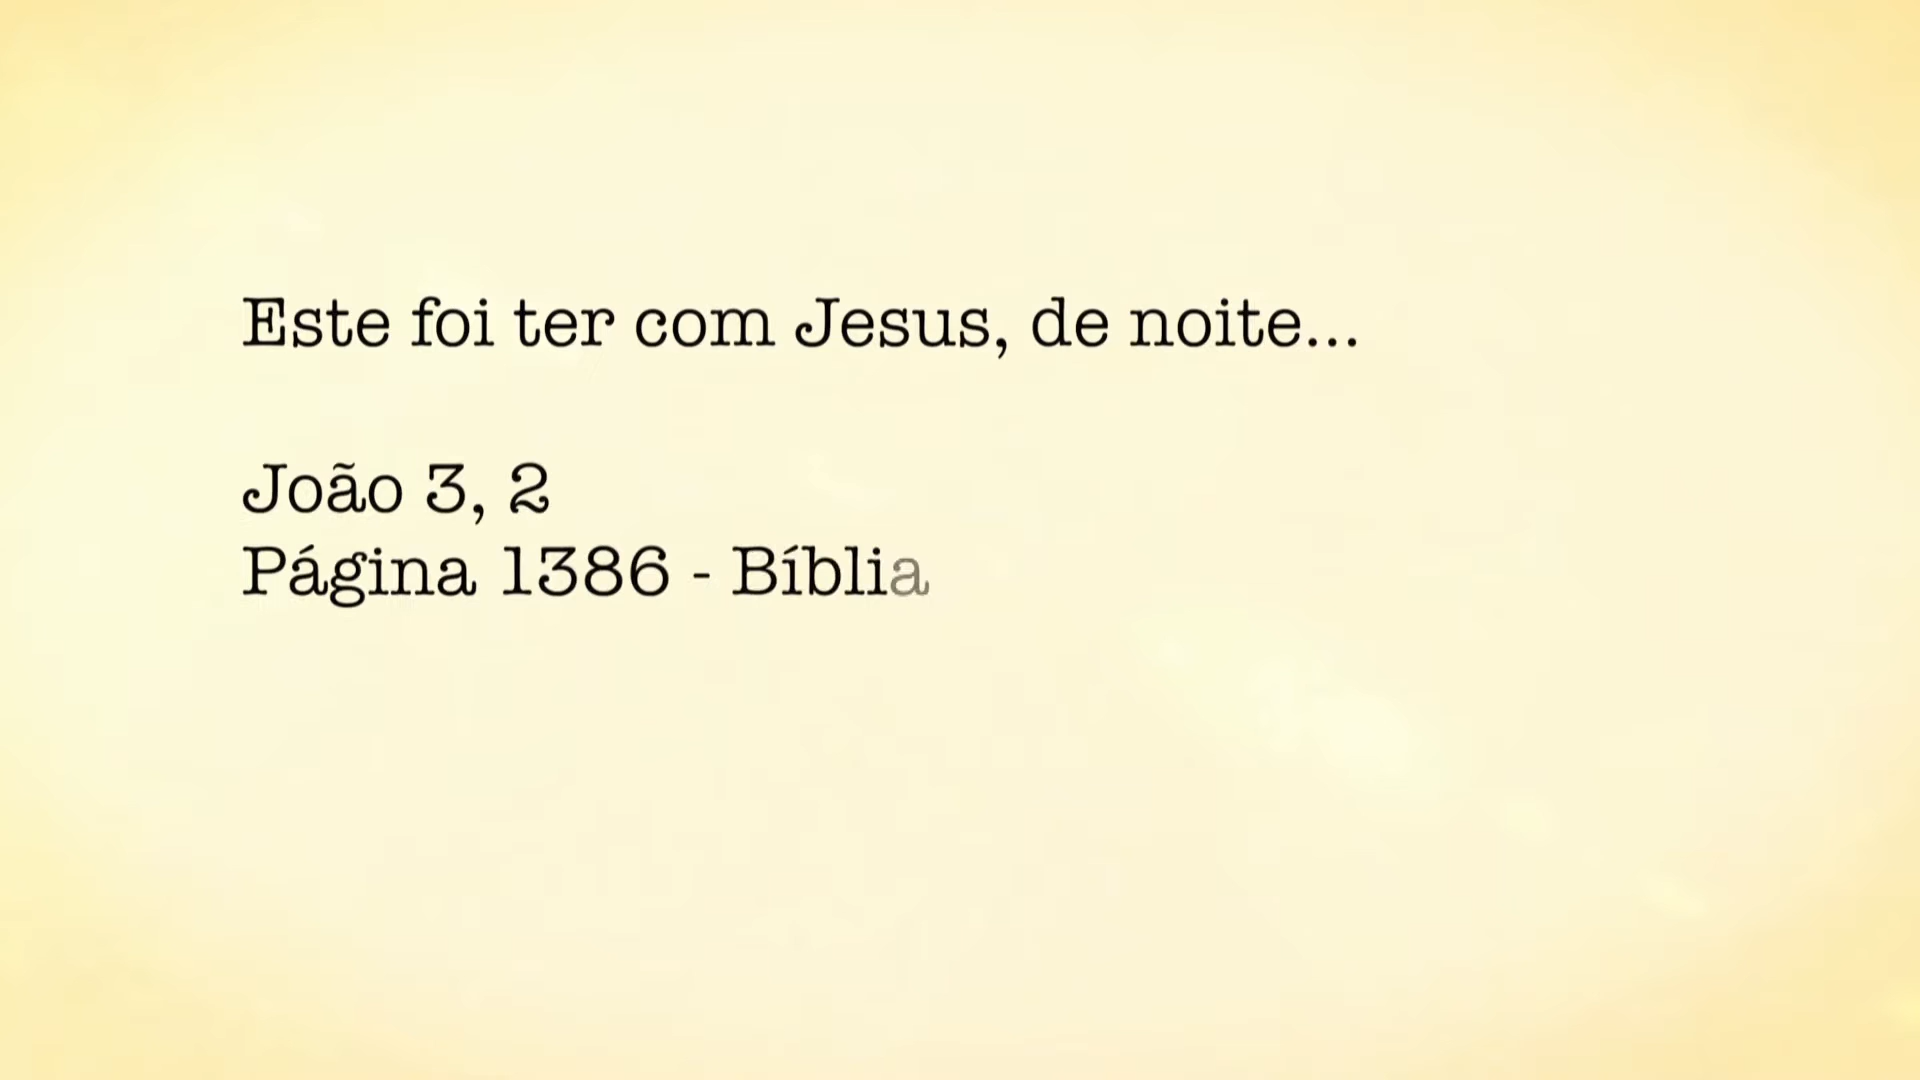 Este foi ter com Jesus, de noite...
João 3, 2
Página 1386 - Bíblia